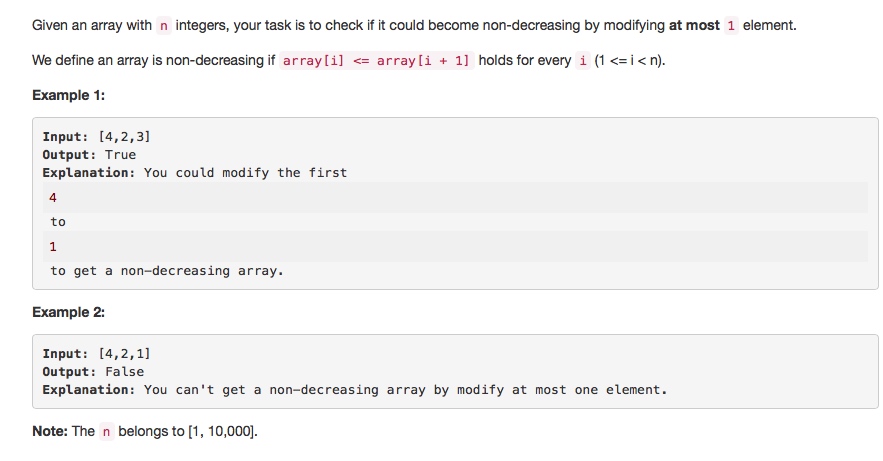 Given an array with n integers, your task is to check if it could become non-decreasing by modifying at most 1 element.
We define an array is non-decreasing if array[i] <= array[i + 1] holds for every i (1 <= i < n).
Example 1:
Input: [4,2,3]
Output: True
Explanation: You could modify the first
4
to
1
to get a non-decreasing array.
Example 2:
Input: [4,2,1]
Output: False
Explanation: You can't get a non-decreasing array by modify at most one element.
Note: The n belongs to [1, 10,000].